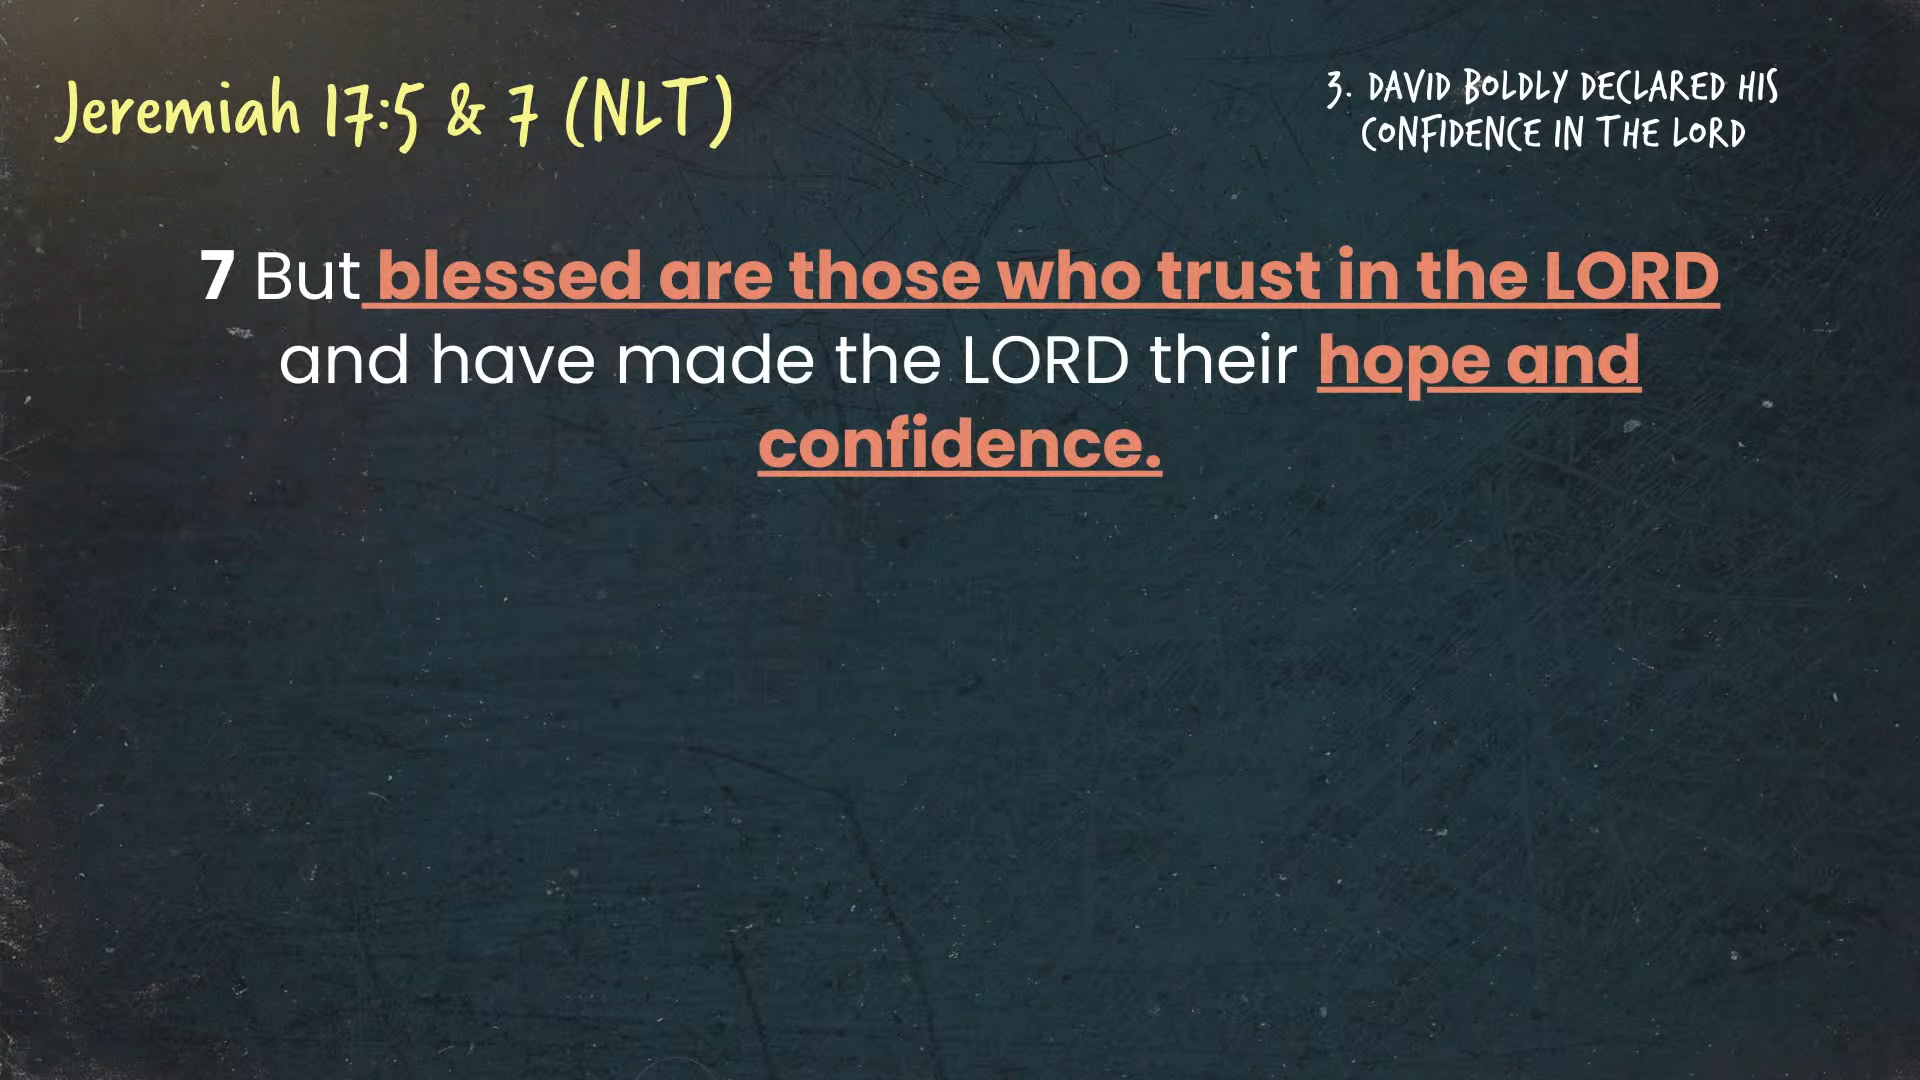 Jeremiah 17:5 & 7 (NLT)
3. DAVID BOLDLY DECLARED HIS
CONFIDENCE IN THE LORD
7 But blessed are those who trust in the LORD
and have made the LORD their hope and
confidence.